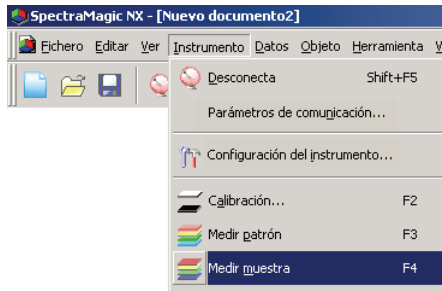 SpectraMagic NX - [Nuevo documento2]
Fichero Editar Ver Instrumento Datos Objeto Herramienta
Desconecta Shift+F5
Parámetros de comunicación...
Configuración del instrumento...
Calibración... F2
Medir patrón F3
Medir muestra F4